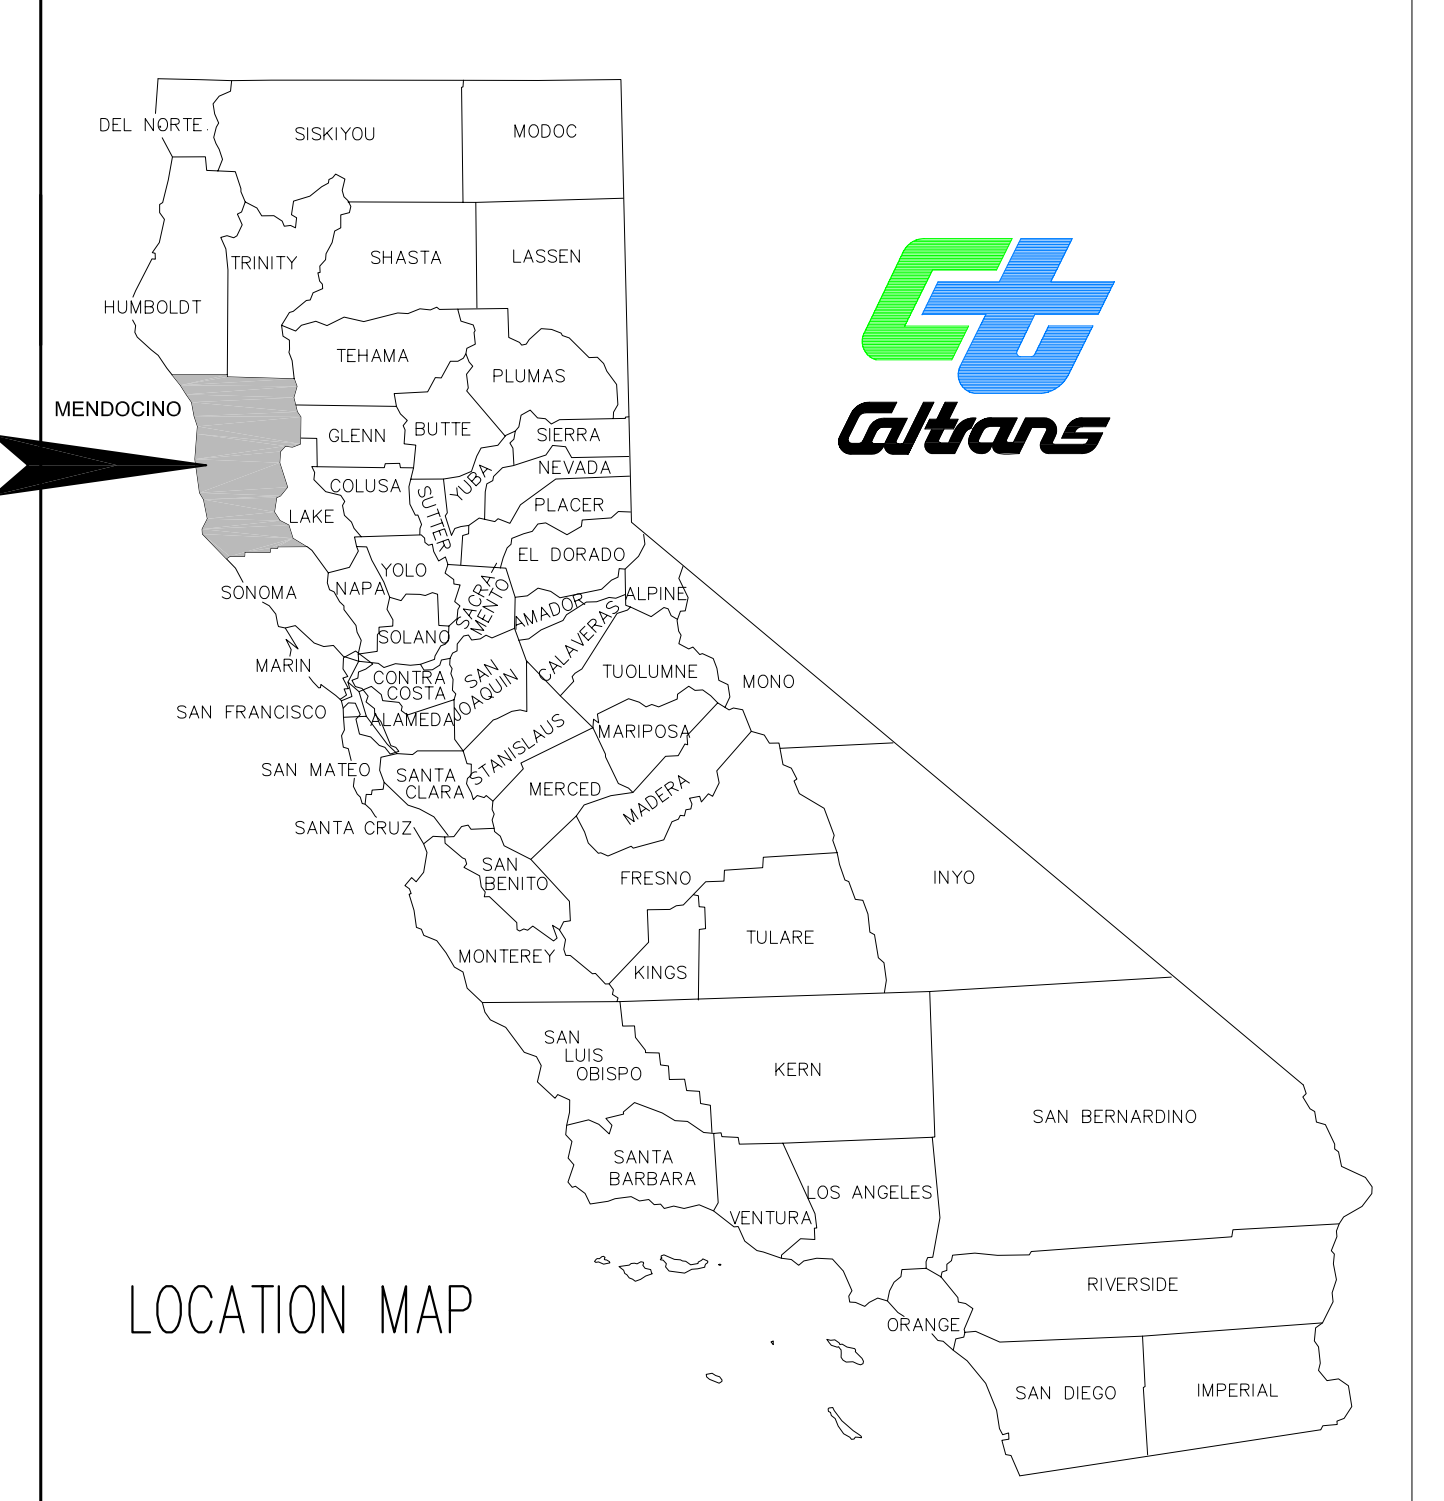 DEL NORTE
SISKIYOU
MODOC
TRINITY
SHASTA
LASSEN
HUMBOLDT
TEHAMA
PLUMAS
MENDOCINO
GLENN
BUTTE
SIERRA
NEVADA
COLUSA
YUBA
SUTTER
PLACER
LAKE
EL DORADO
YOLO
SONOMA
NAPA
SACRA
MENTO
AMADOR
ALPINE
SOLANO
CALAVERAS
MARIN
CONTRA
COSTA
SAN
JOAQUIN
TUOLUMNE
MONO
SAN FRANCISCO
ALAMEDA
STANISLAUS
MARIPOSA
SAN MATEO
SANTA
CLARA
MERCED
MADERA
SANTA CRUZ
SAN
BENITO
FRESNO
INYO
TULARE
MONTEREY
KINGS
SAN
LUIS
OBISPO
KERN
SAN BERNARDINO
SANTA
BARBARA
VENTURA
LOS ANGELES
RIVERSIDE
ORANGE
SAN DIEGO
IMPERIAL
Ct
Caltrans
LOCATION MAP